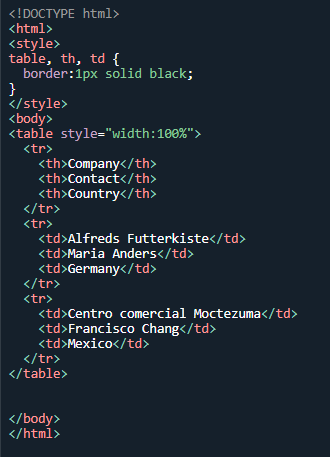 <!DOCTYPE html>
<html>
<style>
table, th, td {
  border:1px solid black;
}
</style>
<body>
<table style="width:100%">
  <tr>
    <th>Company</th>
    <th>Contact</th>
    <th>Country</th>
  </tr>
  <tr>
    <td>Alfreds Futterkiste</td>
    <td>Maria Anders</td>
    <td>Germany</td>
  </tr>
  <tr>
    <td>Centro comercial Moctezuma</td>
    <td>Francisco Chang</td>
    <td>Mexico</td>
  </tr>
</table>
</body>
</html>